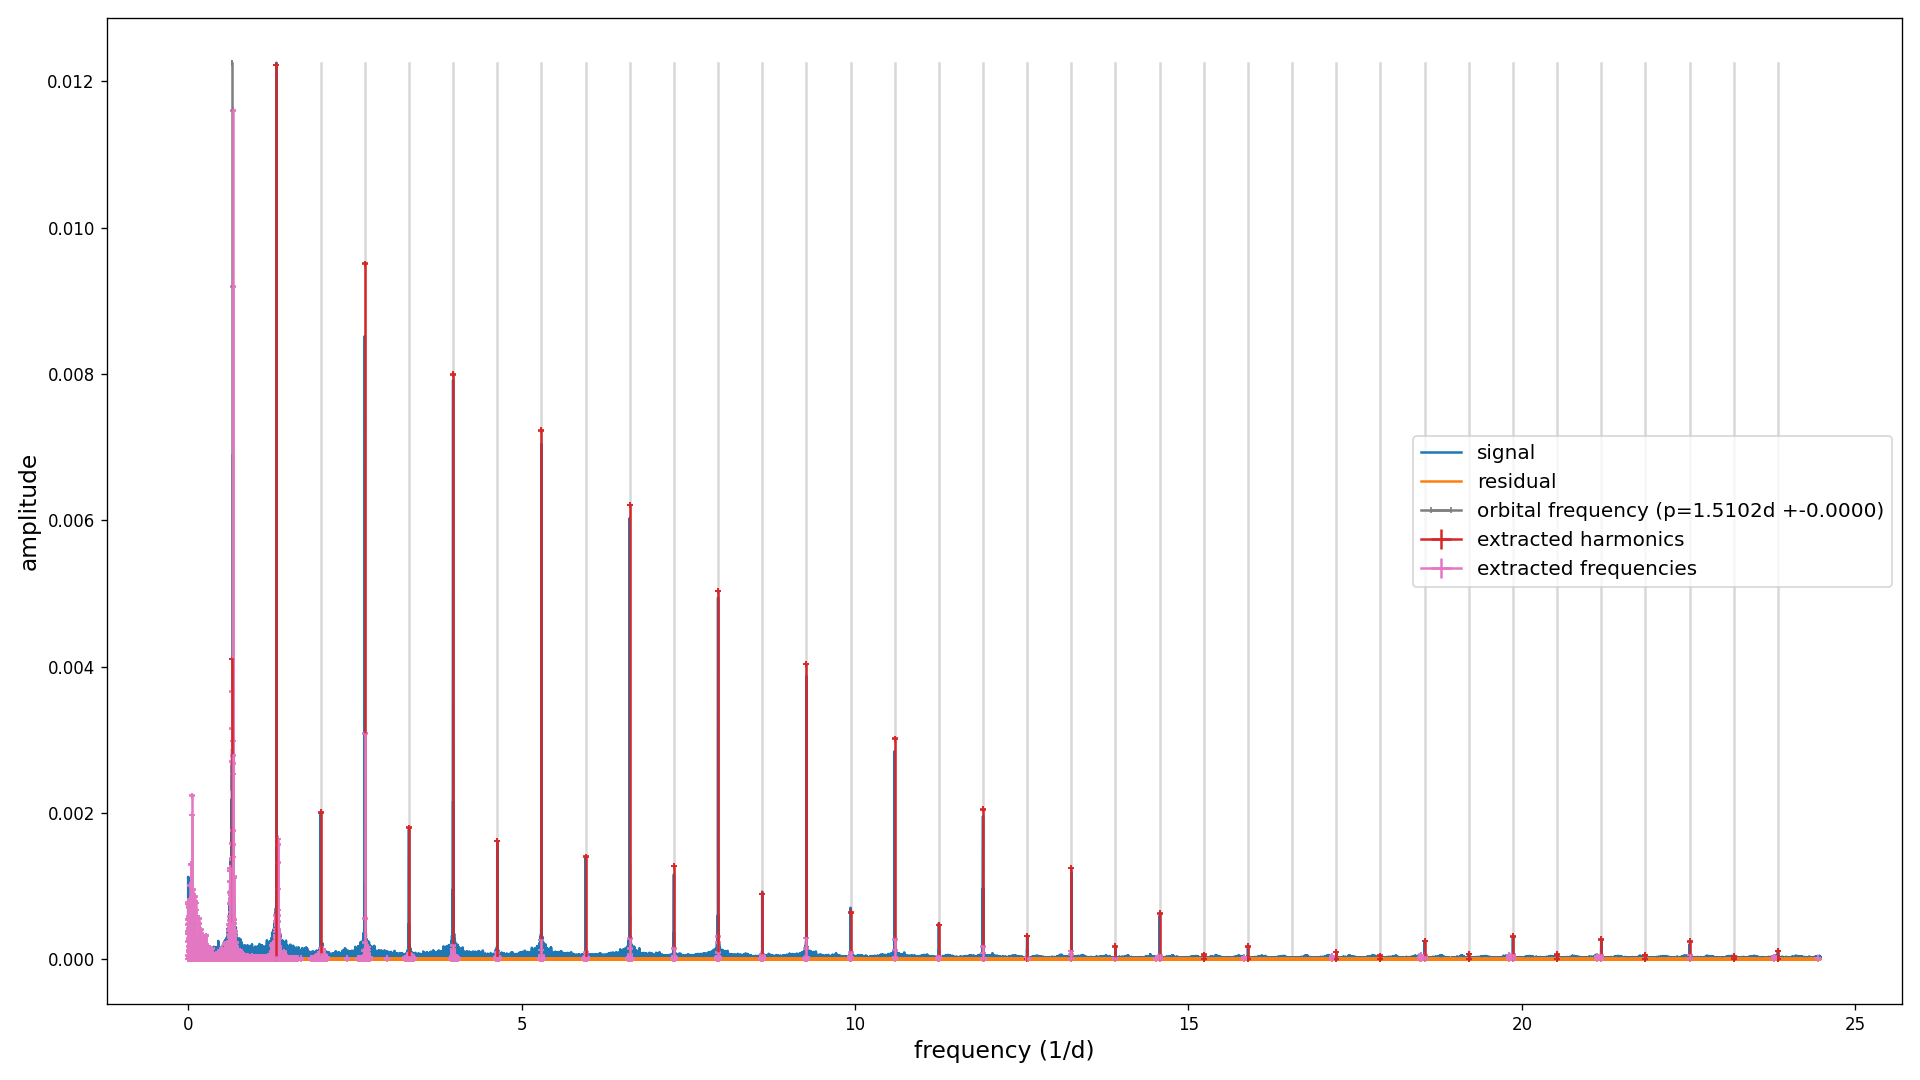 0.012
0.010
0.008
0.006
0.004
0.002
0.000
amplitude
0
5
10
15
20
25
frequency (1/d)
signal
residual
orbital frequency (p=1.5102d +-0.0000)
extracted harmonics
extracted frequencies